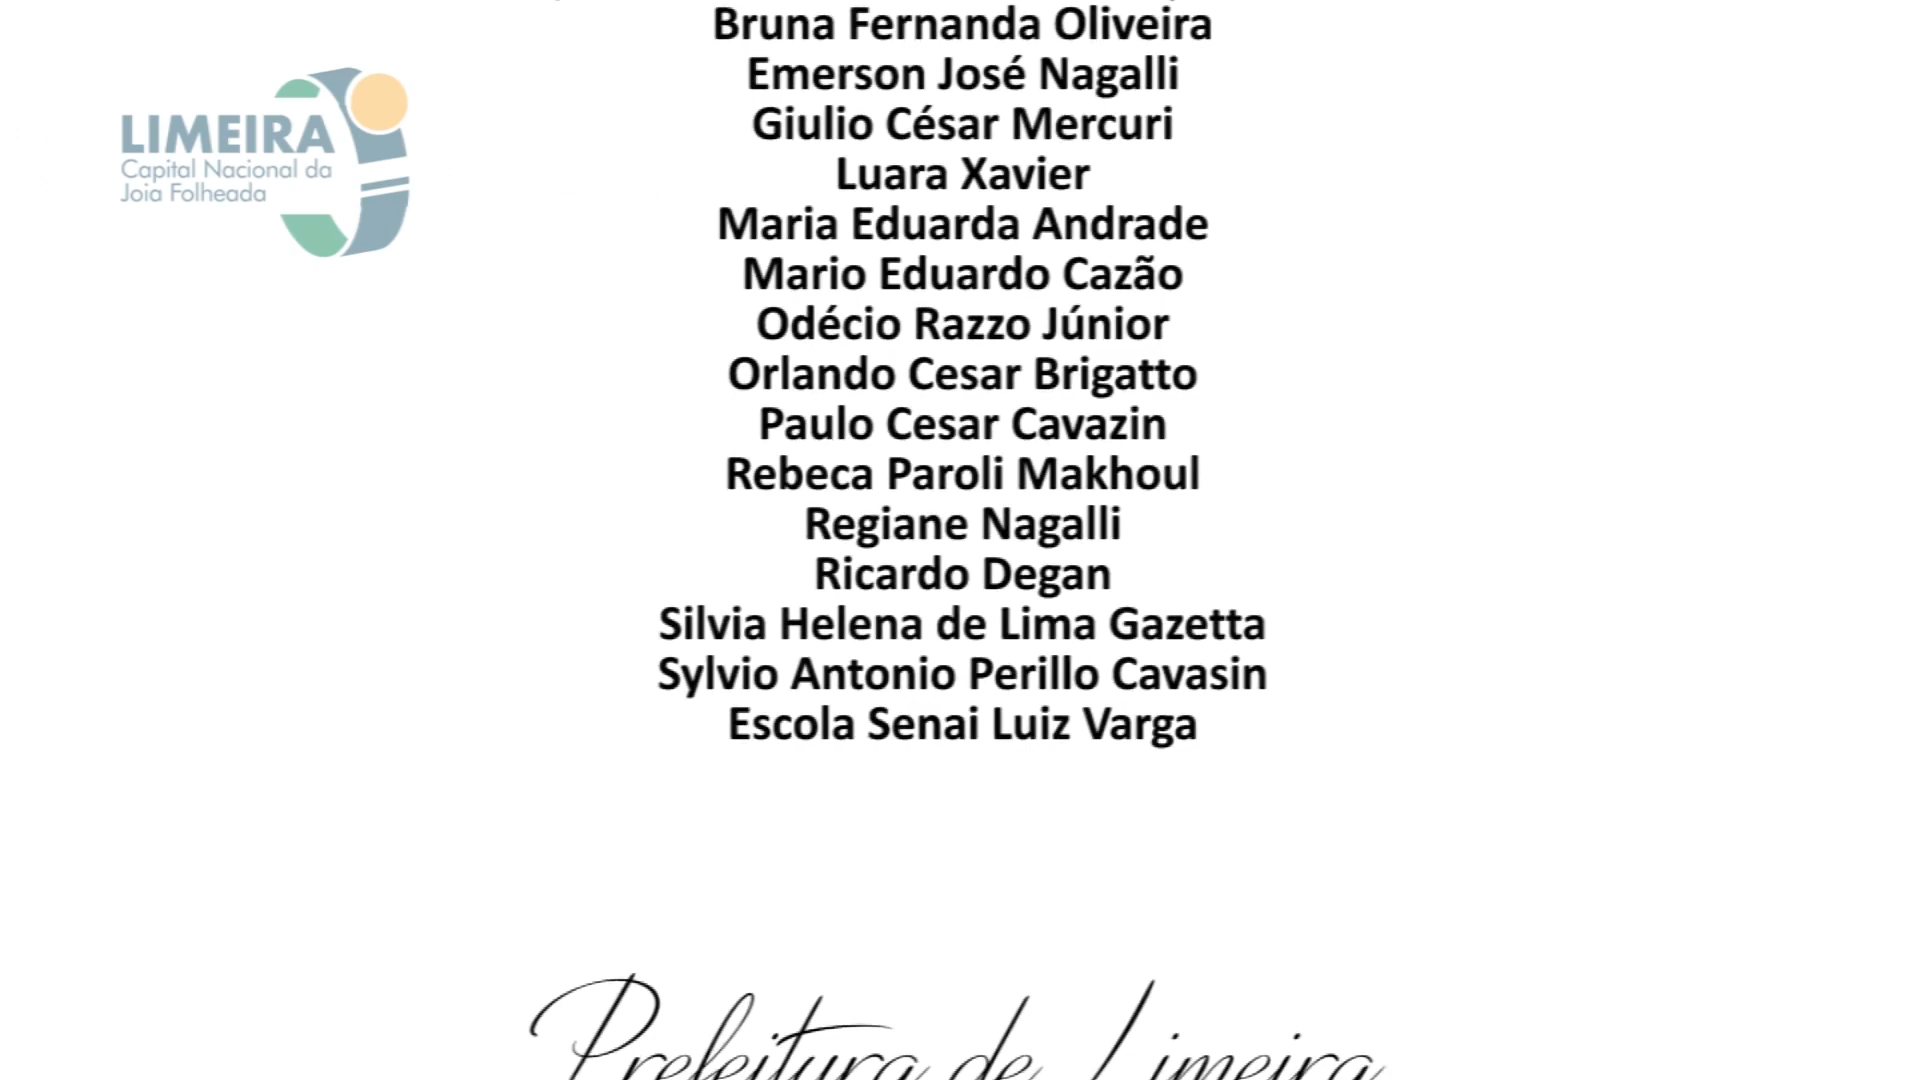 Bruna Fernanda Oliveira
Emerson José Nagalli
LIMEIRA
Capital Nacional da
Joia Folheada
Giulio César Mercuri
Luara Xavier
Maria Eduarda Andrade
Mario Eduardo Cazão
Odécio Razzo Júnior
Orlando Cesar Brigatto
Paulo Cesar Cavazin
Rebeca Paroli Makhoul
Regiane Nagalli
Ricardo Degan
Silvia Helena de Lima Gazetta
Sylvio Antonio Perillo Cavasin
Escola Senai Luiz Varga
Prefeitura de Limeira